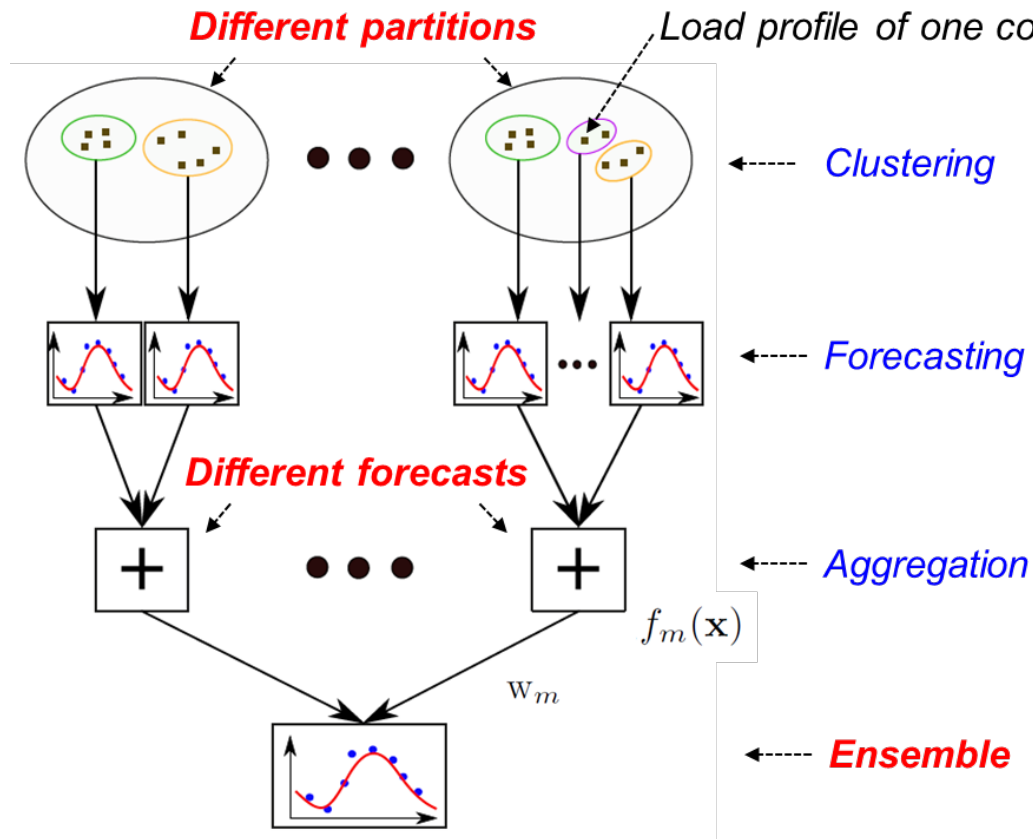 Different partitions
Load profile of one co
Clustering
Forecasting
Different forecasts
+
+
Aggregation
f_m(x)
w_m
Ensemble